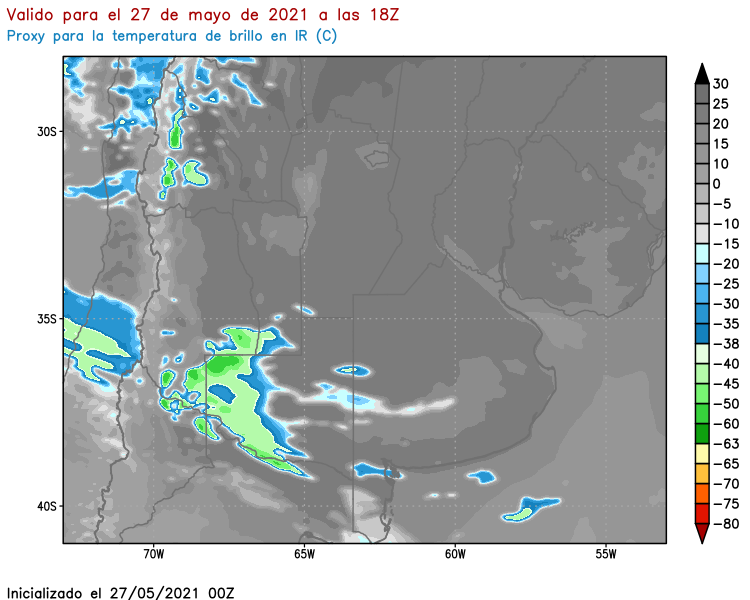 Valido para el 27 de mayo de 2021 a las 18Z
Proxy para la temperatura de brillo en IR (C)
30S
35S
40S
70W
65W
60W
55W
30
25
20
15
10
0
−5
−10
−15
−20
−25
−30
−35
−38
−40
−45
−50
−60
−63
−65
−70
−75
−80
Inicializado el 27/05/2021 00Z